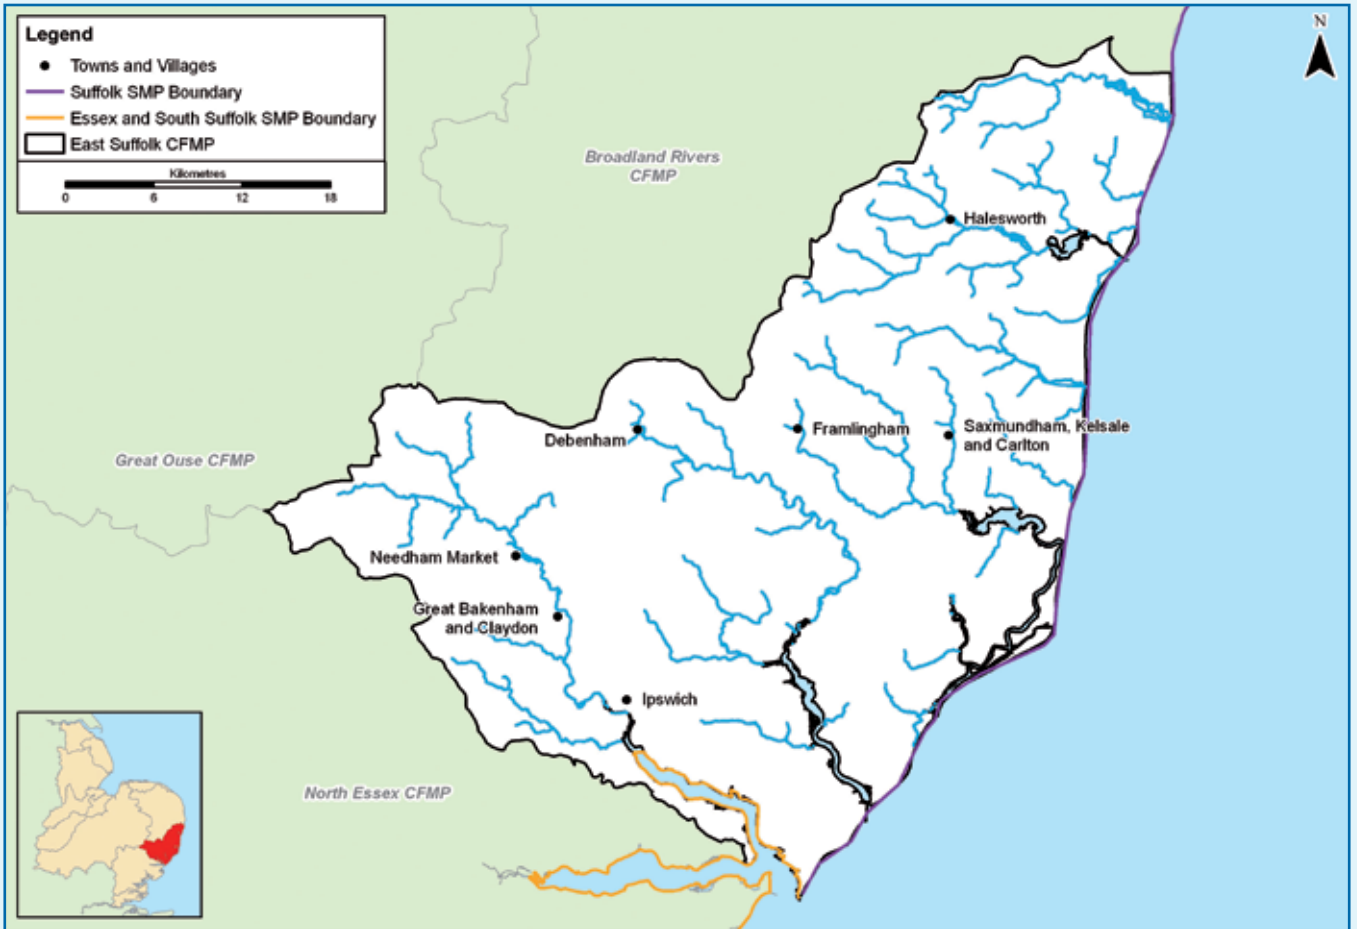 Legend
Towns and Villages
Suffolk SMP Boundary
Essex and South Suffolk SMP Boundary
East Suffolk CFMP
Kilometres
0 6 12 18
N
Broadland Rivers
CFMP
Halesworth
Debenham
Framlingham
Saxmundham, Kelsale
and Carlton
Great Ouse CFMP
Needham Market
Great Bakenham
and Claydon
Ipswich
North Essex CFMP